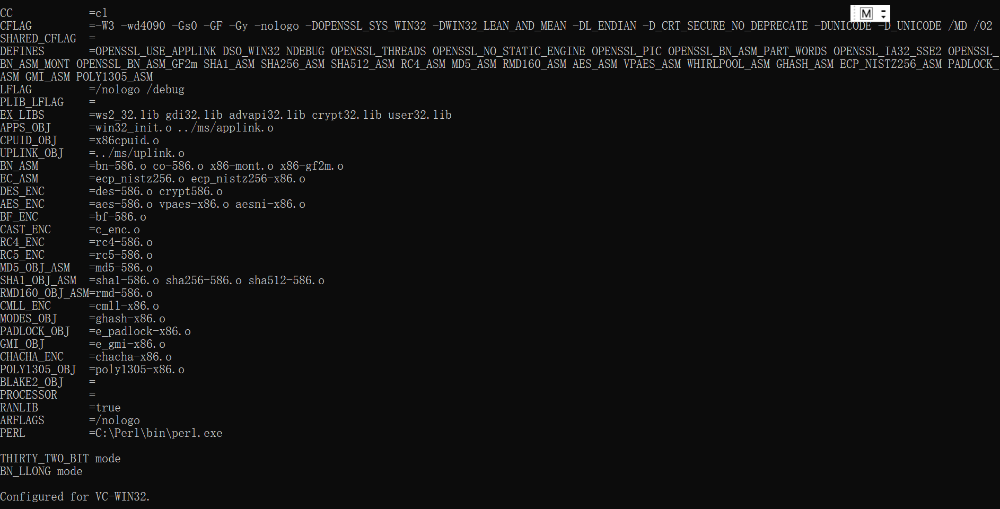 CC            =cl
M
CFLAG         =-W3 -wd4090 -Gs0 -GF -Gy -nologo -DOPENSSL_SYS_WIN32 -DWIN32_LEAN_AND_MEAN -DL_ENDIAN -D_CRT_SECURE_NO_DEPRECATE -DUNICODE -D_UNICODE /MD /O2
SHARED_CFLAG  =
DEFINES       =OPENSSL_USE_APPLINK DSO_WIN32 NDEBUG OPENSSL_THREADS OPENSSL_NO_STATIC_ENGINE OPENSSL_PIC OPENSSL_BN_ASM_PART_WORDS OPENSSL_IA32_SSE2 OPENSSL_
BN_ASM_MONT OPENSSL_BN_ASM_GF2m SHA1_ASM SHA256_ASM SHA512_ASM RC4_ASM MD5_ASM RMD160_ASM AES_ASM VPAES_ASM WHIRLPOOL_ASM GHASH_ASM ECP_NISTZ256_ASM PADLOCK_
ASM GMI_ASM POLY1305_ASM
LFLAG         =/nologo /debug
PLIB_LFLAG    =
EX_LIBS       =ws2_32.lib gdi32.lib advapi32.lib crypt32.lib user32.lib
APPS_OBJ      =win32_init.o ../ms/applink.o
CPUID_OBJ     =x86cpuid.o
UPLINK_OBJ    =../ms/uplink.o
BN_ASM        =bn-586.o co-586.o x86-mont.o x86-gf2m.o
EC_ASM        =ecp_nistz256.o ecp_nistz256-x86.o
DES_ENC       =des-586.o crypt586.o
AES_ENC       =aes-586.o vpaes-x86.o aesni-x86.o
BF_ENC        =bf-586.o
CAST_ENC      =c_enc.o
RC4_ENC       =rc4-586.o
RC5_ENC       =rc5-586.o
MD5_OBJ_ASM   =md5-586.o
SHA1_OBJ_ASM  =sha1-586.o sha256-586.o sha512-586.o
RMD160_OBJ_ASM=rmd-586.o
CMLL_ENC      =cmll-x86.o
MODES_OBJ     =ghash-x86.o
PADLOCK_OBJ   =e_padlock-x86.o
GMI_OBJ       =e_gmi-x86.o
CHACHA_ENC    =chacha-x86.o
POLY1305_OBJ  =poly1305-x86.o
BLAKE2_OBJ    =
PROCESSOR     =
RANLIB        =true
ARFLAGS       =/nologo
PERL          =C:\Perl\bin\perl.exe
THIRTY_TWO_BIT mode
BN_LLONG mode
Configured for VC-WIN32.